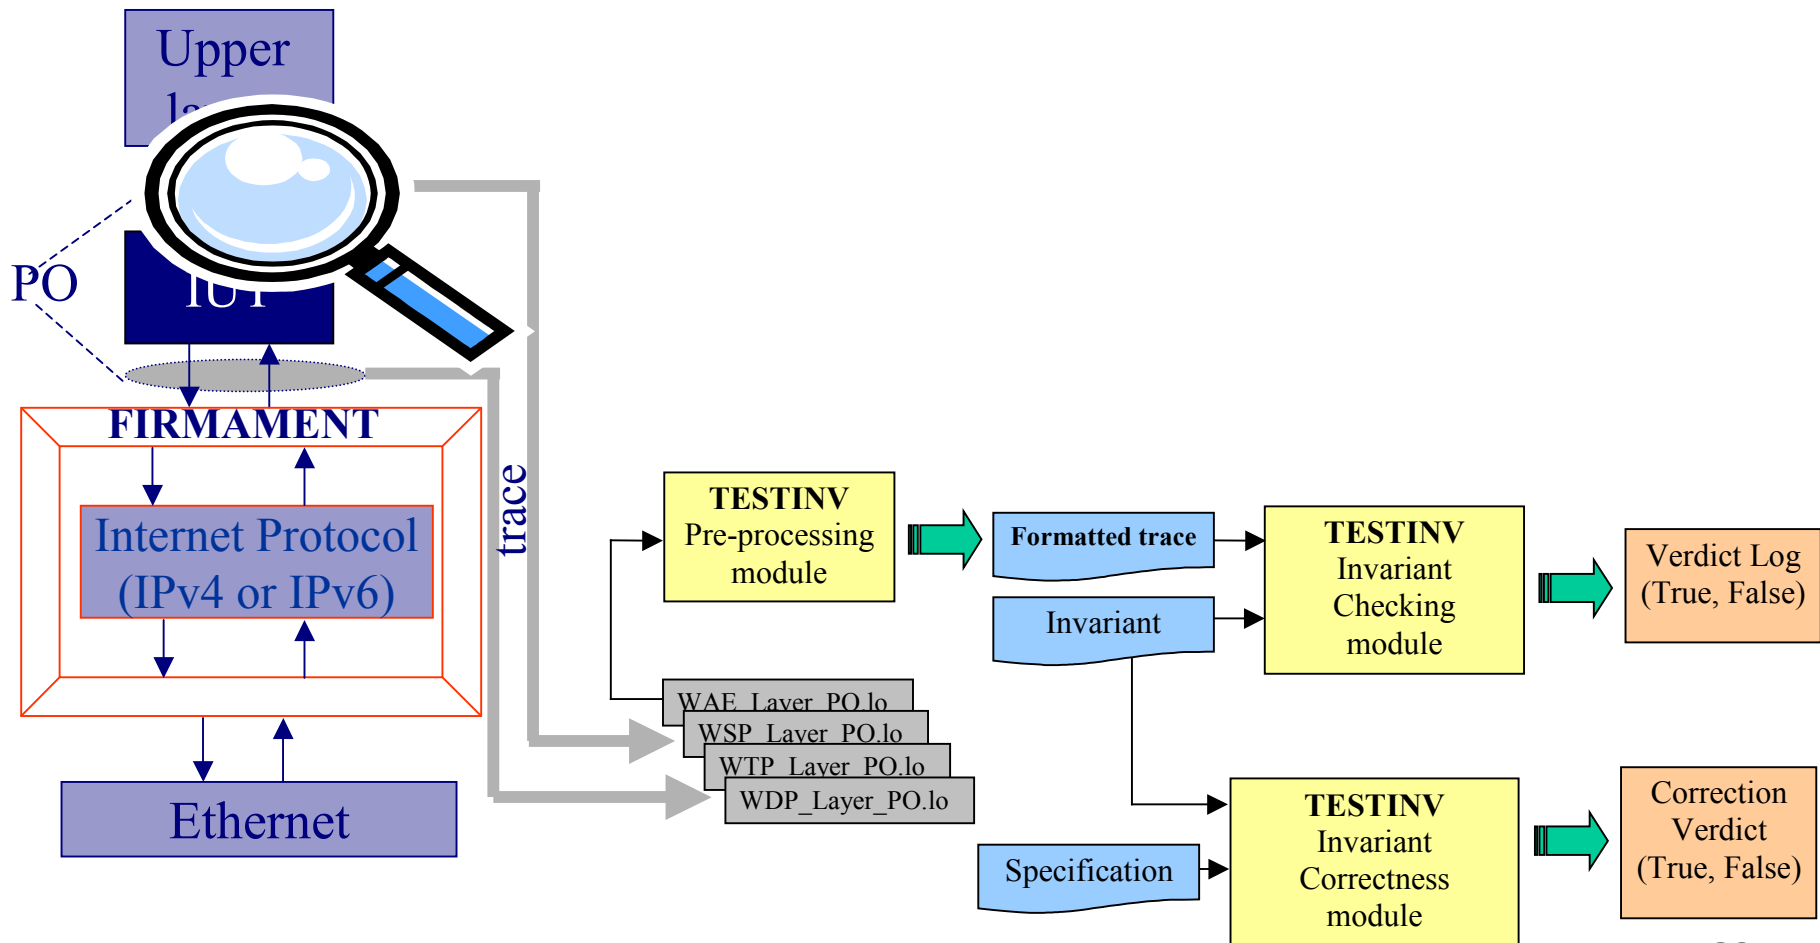 Upper
PO
IUT
FIRMAMENT
Internet Protocol
(IPv4 or IPv6)
Ethernet
trace
TESTINV
Pre-processing
module
WAE_Layer_PO.lo
WSP_Layer_PO.lo
WTP_Layer_PO.lo
WDP_Layer_PO.lo
Formatted trace
Invariant
TESTINV
Invariant
Checking
module
Verdict Log
(True, False)
Specification
TESTINV
Invariant
Correctness
module
Correction
Verdict
(True, False)